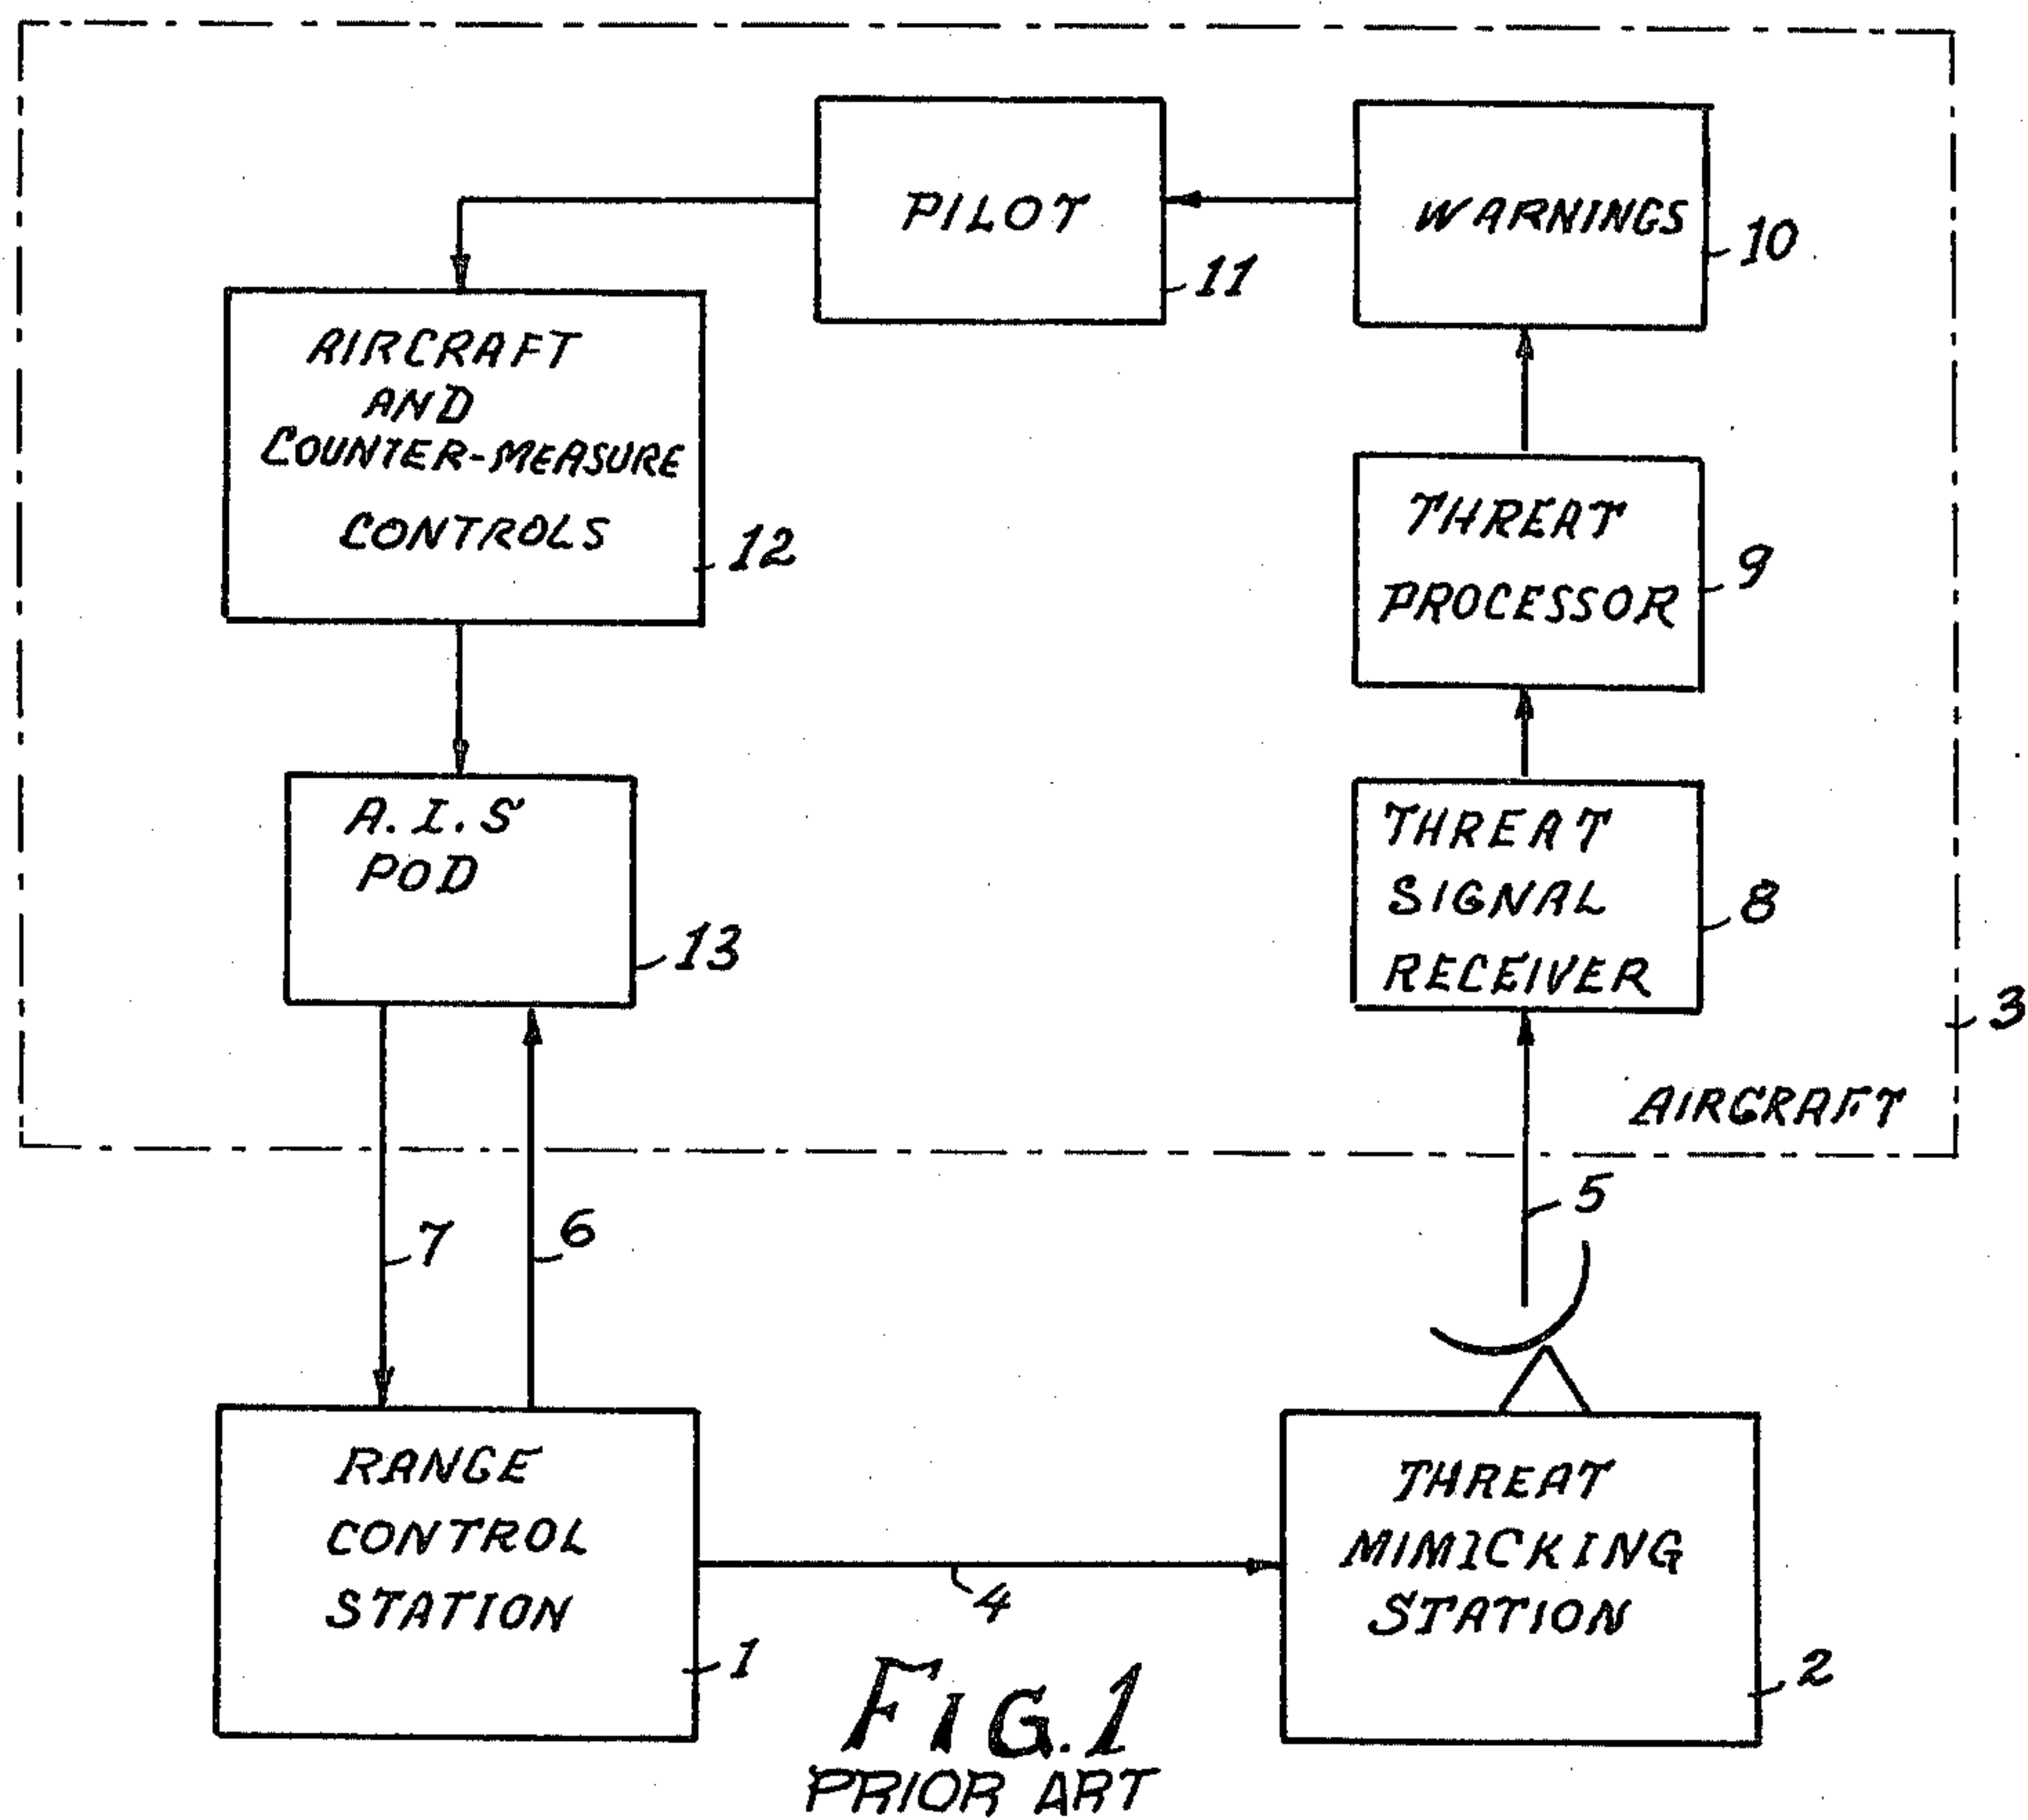 PILOT
11
WARNINGS
10
AIRCRAFT
AND
COUNTER-MEASURE
CONTROLS
12
THREAT
PROCESSOR
9
A.I.S
POD
13
THREAT
SIGNAL
RECEIVER
8
3
AIRCRAFT
7
6
5
RANGE
CONTROL
STATION
1
4
THREAT
MIMICKING
STATION
2
FIG.1
PRIOR ART